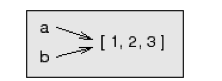 a
[ 1, 2, 3 ]
b